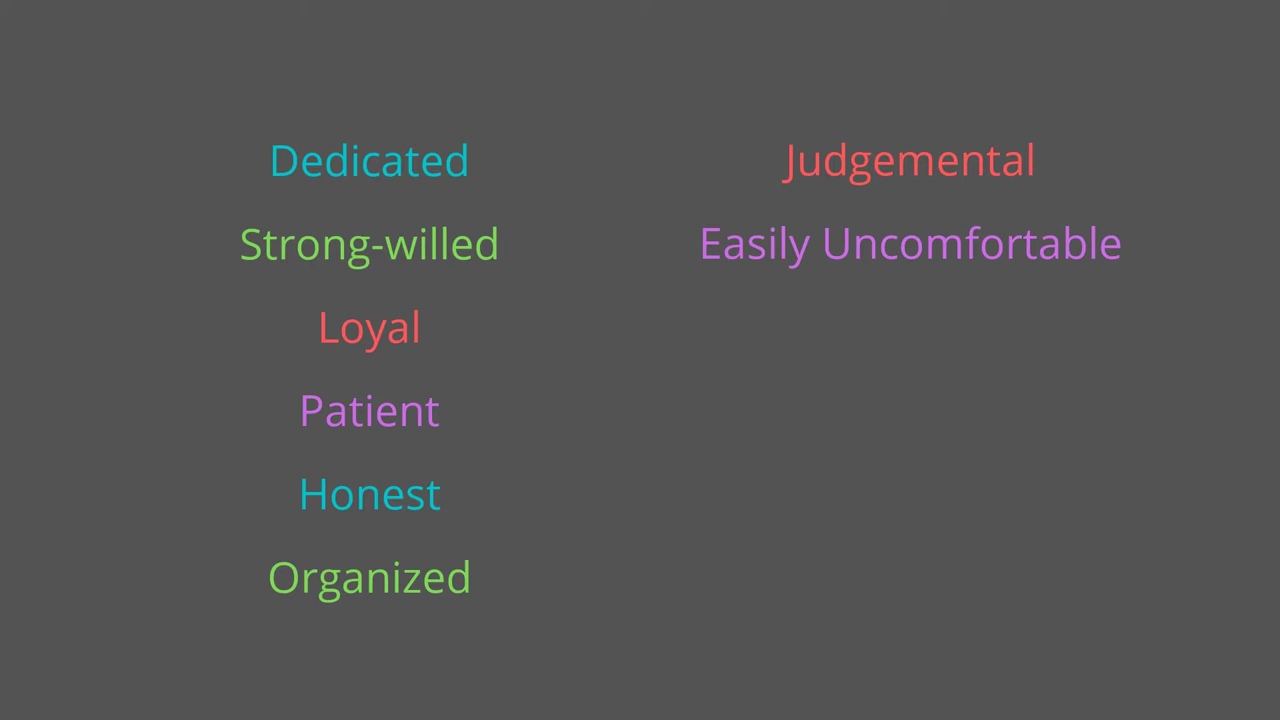 Dedicated
Strong-willed
Loyal
Patient
Honest
Organized
Judgemental
Easily Uncomfortable